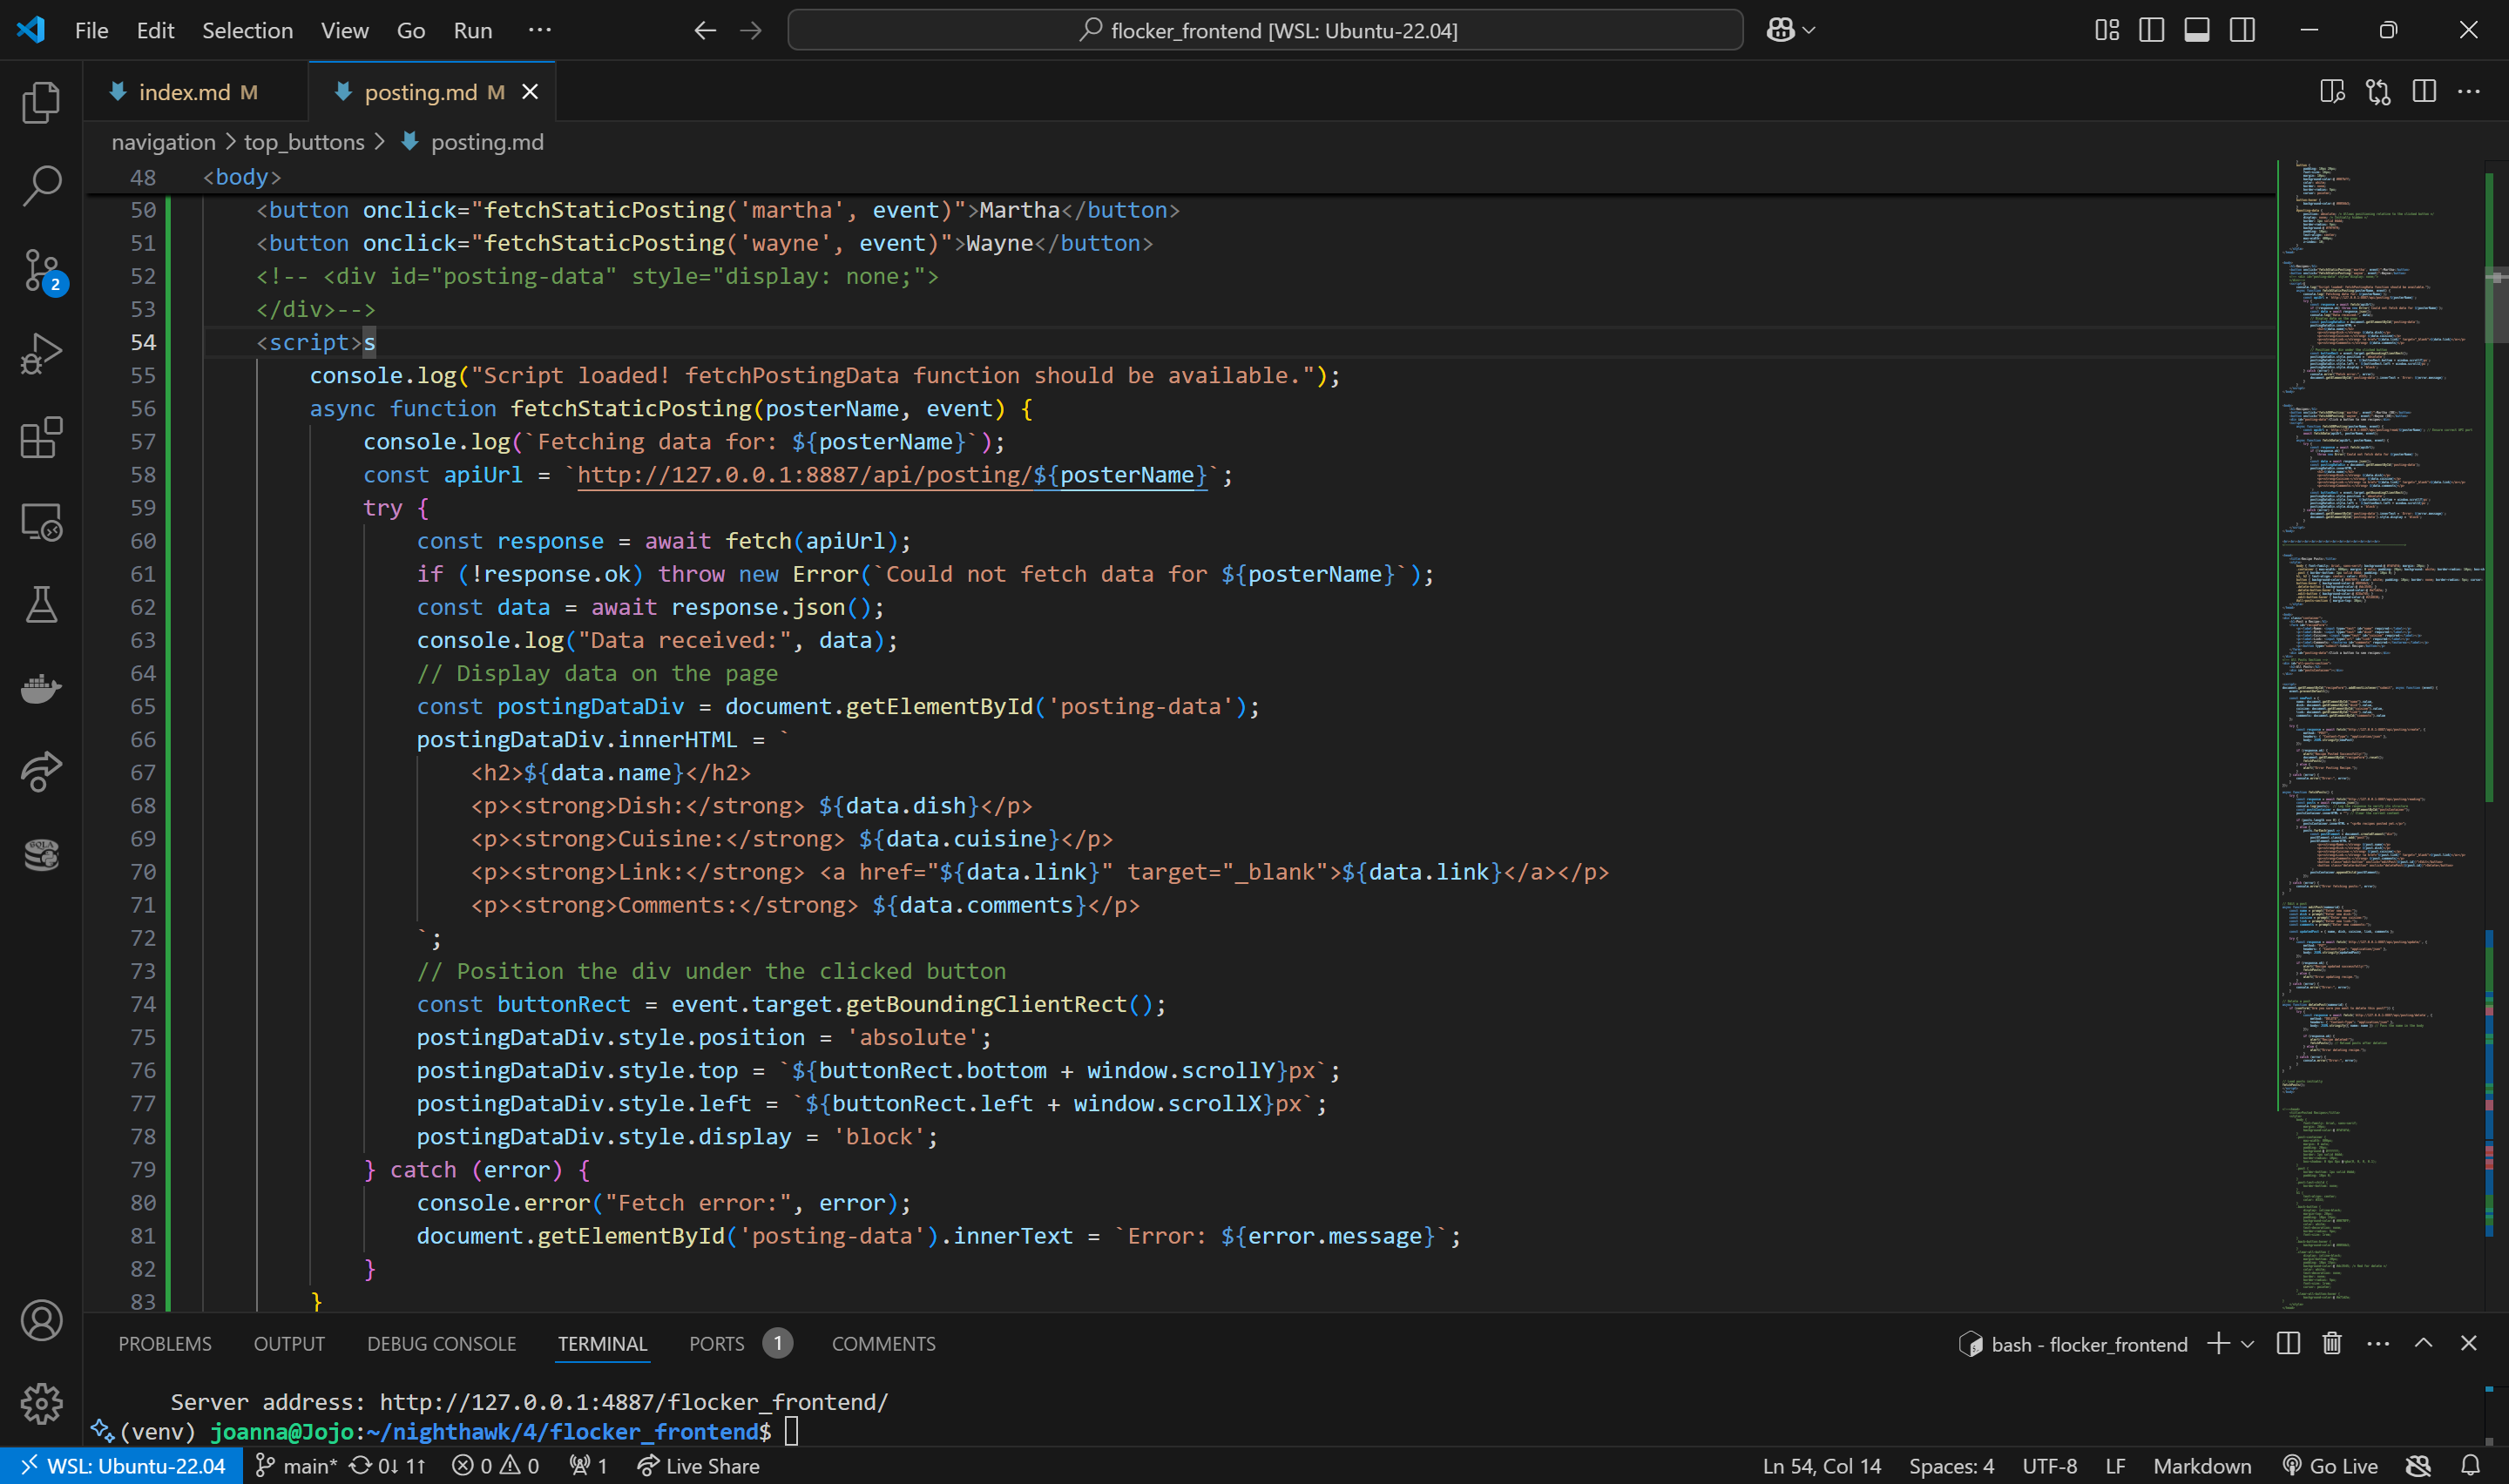 File Edit Selection View Go Run ···
flocker_frontend [WSL: Ubuntu-22.04]
index.md M
posting.md M
navigation > top_buttons > posting.md
48 <body>
50 <button onclick="fetchStaticPosting('martha', event)">Martha</button>
51 <button onclick="fetchStaticPosting('wayne', event)">Wayne</button>
52 <!-- <div id="posting-data" style="display: none;">
53 </div>-->
54 <script>s
55 console.log("Script loaded! fetchPostingData function should be available.");
56 async function fetchStaticPosting(posterName, event) {
57 console.log(`Fetching data for: ${posterName}`);
58 const apiUrl = `http://127.0.0.1:8887/api/posting/${posterName}`;
59 try {
60 const response = await fetch(apiUrl);
61 if (!response.ok) throw new Error(`Could not fetch data for ${posterName}`);
62 const data = await response.json();
63 console.log("Data received:", data);
64 // Display data on the page
65 const postingDataDiv = document.getElementById('posting-data');
66 postingDataDiv.innerHTML = `
67 <h2>${data.name}</h2>
68 <p><strong>Dish:</strong> ${data.dish}</p>
69 <p><strong>Cuisine:</strong> ${data.cuisine}</p>
70 <p><strong>Link:</strong> <a href="${data.link}" target="_blank">${data.link}</a></p>
71 <p><strong>Comments:</strong> ${data.comments}</p>
72 `;
73 // Position the div under the clicked button
74 const buttonRect = event.target.getBoundingClientRect();
75 postingDataDiv.style.position = 'absolute';
76 postingDataDiv.style.top = `${buttonRect.bottom + window.scrollY}px`;
77 postingDataDiv.style.left = `${buttonRect.left + window.scrollX}px`;
78 postingDataDiv.style.display = 'block';
79 } catch (error) {
80 console.error("Fetch error:", error);
81 document.getElementById('posting-data').innerText = `Error: ${error.message}`;
82 }
83 }
2
PROBLEMS OUTPUT DEBUG CONSOLE TERMINAL PORTS 1 COMMENTS
bash - flocker_frontend
Server address: http://127.0.0.1:4887/flocker_frontend/
(venv) joanna@Jojo:~/nighthawk/4/flocker_frontend$
WSL: Ubuntu-22.04 main* 0↓ 1↑ 0 0 1 Live Share
Ln 54, Col 14 Spaces: 4 UTF-8 LF Markdown Go Live